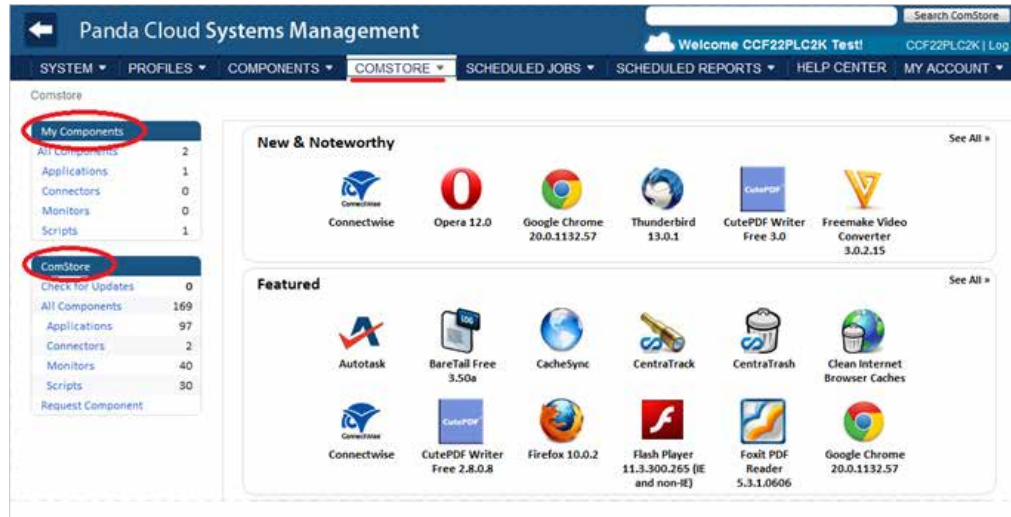 Panda Cloud Systems Management
Search ComStore
Welcome CCF22PLC2K Test!
CCF22PLC2K | Log
SYSTEM
PROFILES
COMPONENTS
COMSTORE
SCHEDULED JOBS
SCHEDULED REPORTS
HELP CENTER
MY ACCOUNT
Comstore
My Components
All Components 2
Applications 1
Connectors 0
Monitors 0
Scripts 1
ComStore
Check for Updates 0
All Components 169
Applications 97
Connectors 2
Monitors 40
Scripts 30
Request Component
New & Noteworthy
See All »
ConnectWise
CutePDF
Connectwise
Opera 12.0
Google Chrome
20.0.1132.57
Thunderbird
13.0.1
CutePDF Writer
Free 3.0
Freemake Video
Converter
3.0.2.15
Featured
See All »
LOG
Autotask
BareTail Free
3.50a
CacheSync
CentraTrack
CentraTrash
Clean Internet
Browser Caches
ConnectWise
CutePDF
Connectwise
CutePDF Writer
Free 2.8.0.8
Firefox 10.0.2
Flash Player
11.3.300.265 (IE
and non-IE)
Foxit PDF
Reader
5.3.1.0606
Google Chrome
20.0.1132.57